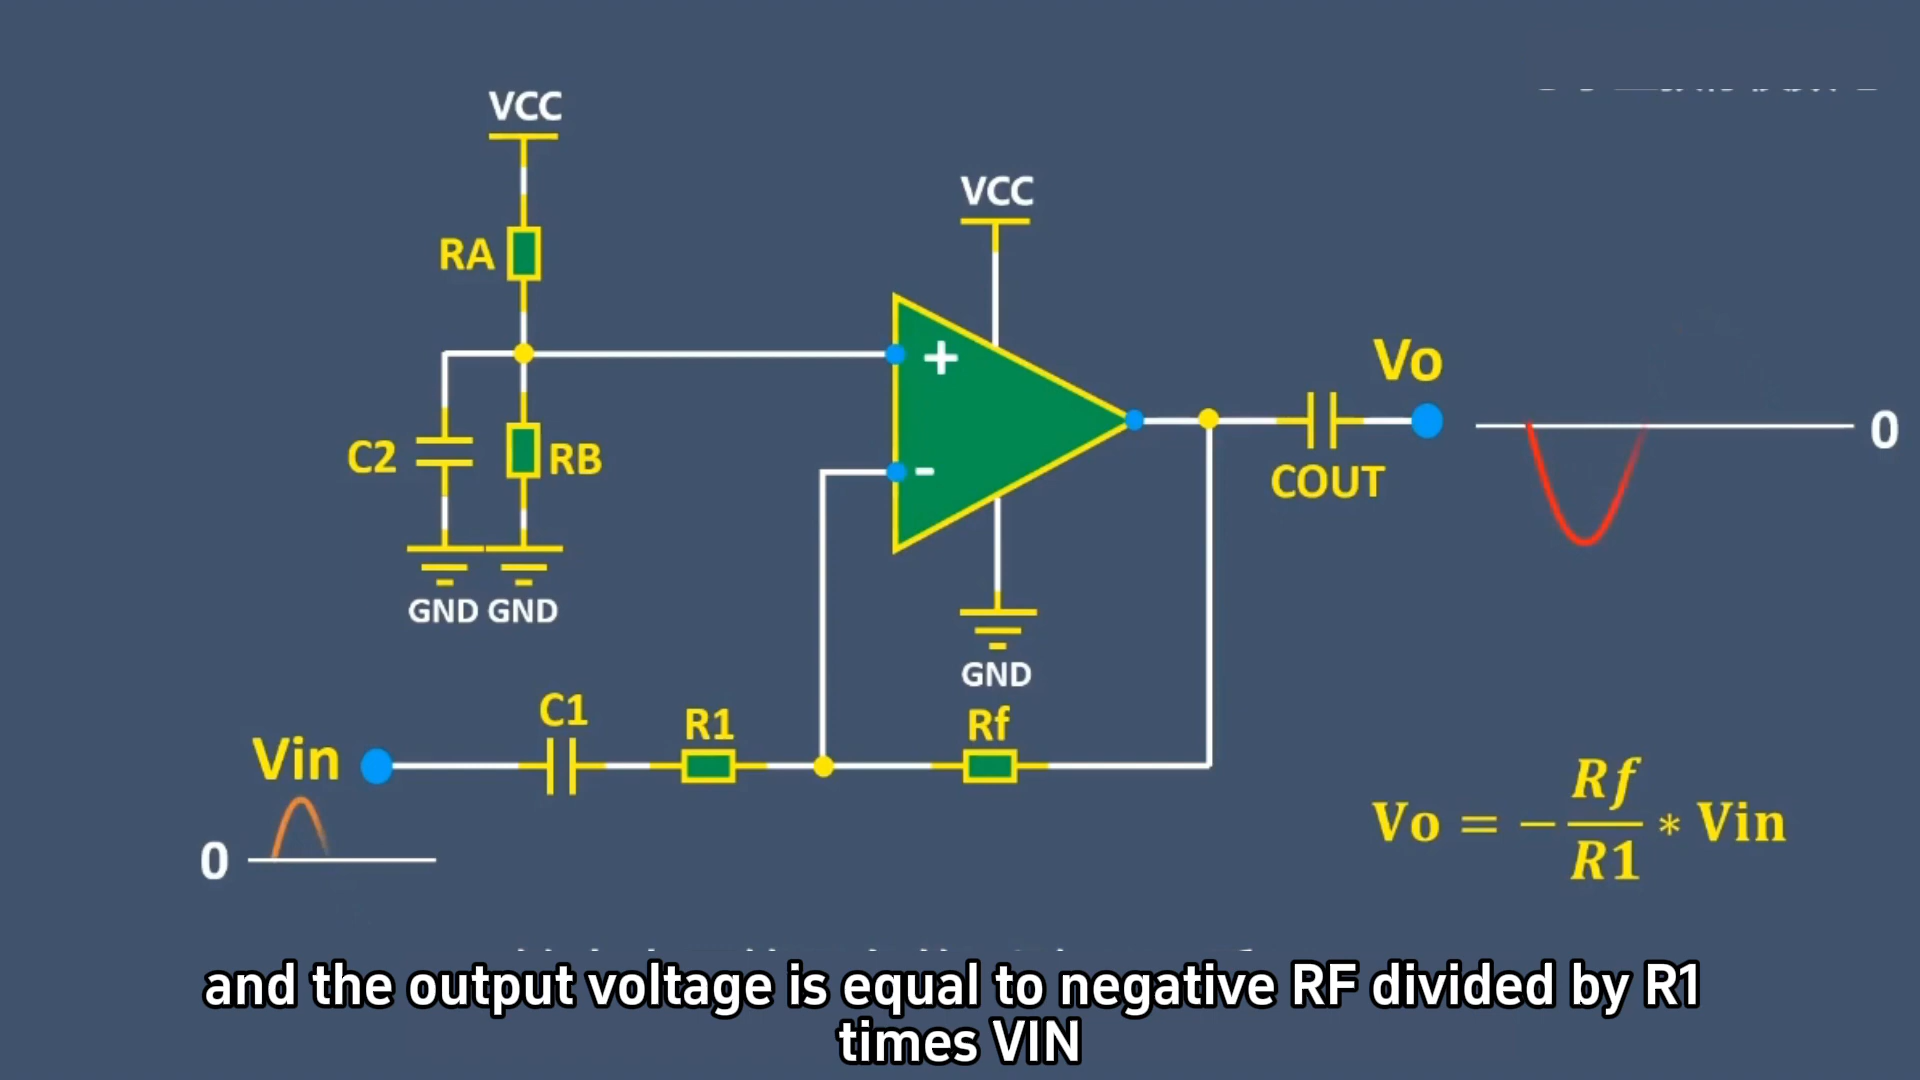 VCC
VCC
RA
+
Vo
0
C2
RB
-
COUT
GND GND
GND
C1
R1
Rf
Vin
0
Vo = - Rf / R1 * Vin
and the output voltage is equal to negative RF divided by R1
times VIN